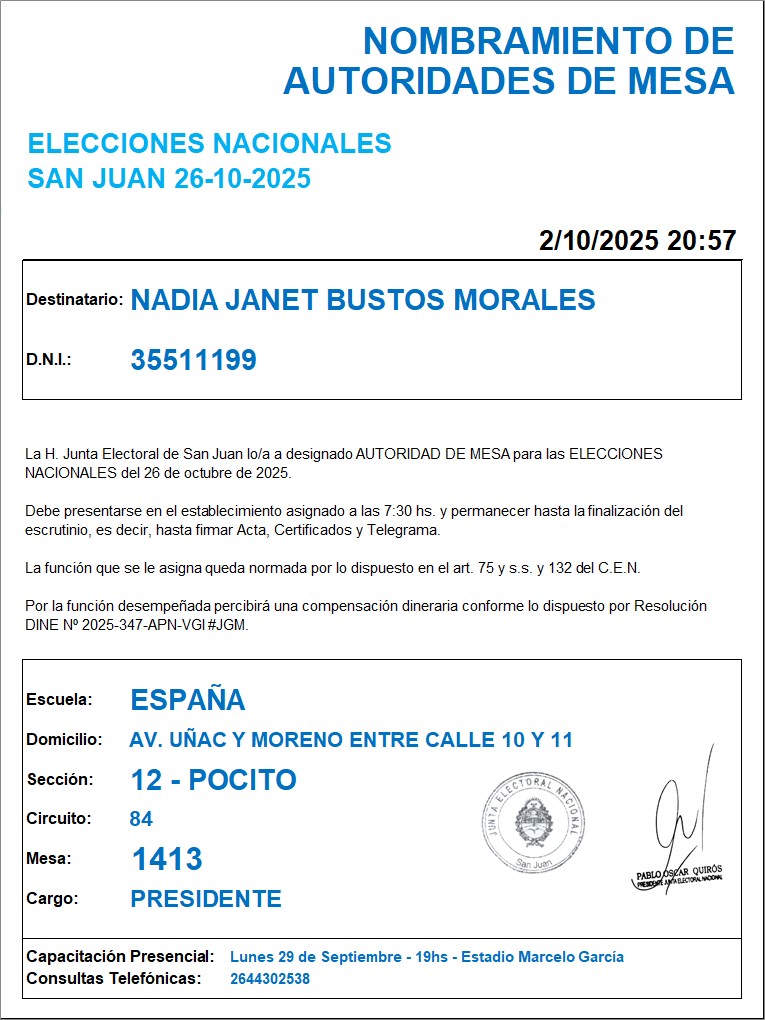 NOMBRAMIENTO DE
AUTORIDADES DE MESA
ELECCIONES NACIONALES
SAN JUAN 26-10-2025
2/10/2025 20:57
Destinatario: NADIA JANET BUSTOS MORALES
D.N.I.: 35511199
La H. Junta Electoral de San Juan lo/a a designado AUTORIDAD DE MESA para las ELECCIONES
NACIONALES del 26 de octubre de 2025.
Debe presentarse en el establecimiento asignado a las 7:30 hs. y permanecer hasta la finalización del
escrutinio, es decir, hasta firmar Acta, Certificados y Telegrama.
La función que se le asigna queda normada por lo dispuesto en el art. 75 y s.s. y 132 del C.E.N.
Por la función desempeñada percibirá una compensación dineraria conforme lo dispuesto por Resolución
DINE Nº 2025-347-APN-VGI#JGM.
Escuela: ESPAÑA
Domicilio: AV. UÑAC Y MORENO ENTRE CALLE 10 Y 11
Sección: 12 - POCITO
Circuito: 84
Mesa: 1413
Cargo: PRESIDENTE
JUNTA ELECTORAL NACIONAL
San Juan
PABLO OSCAR QUIRÓS
PRESIDENTE JUNTA ELECTORAL NACIONAL
Capacitación Presencial: Lunes 29 de Septiembre - 19hs - Estadio Marcelo García
Consultas Telefónicas: 2644302538